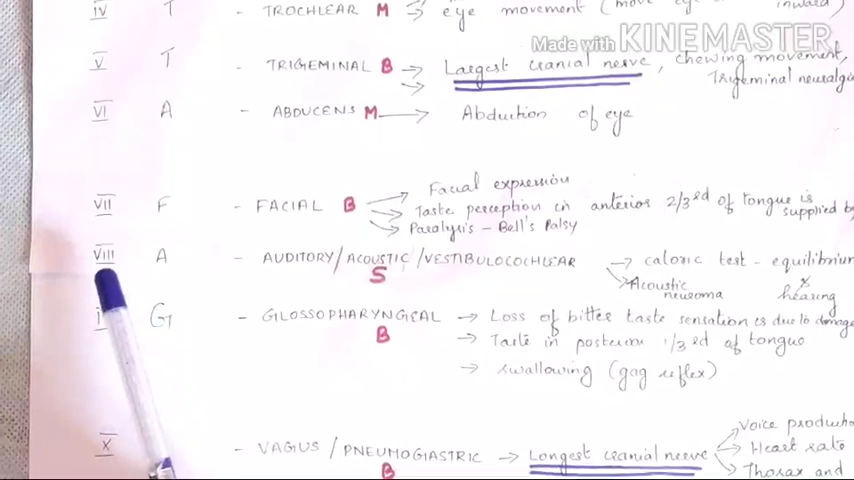 IV T - TROCHLEAR M → eye movement (move eye inward)
Made with KINEMASTER
V T - TRIGEMINAL B → Largest cranial nerve, chewing movement,
→ Trigeminal neuralgia
VI A - ABDUCENS M → Abduction of eye
VII F - FACIAL B → Facial expression
→ Taste perception in anterior 2/3rd of tongue is supplied by
→ Paralysis - Bell's Palsy
VIII A - AUDITORY/ACOUSTIC/VESTIBULOCOCHLEAR → caloric test - equilibrium
S → Acoustic neuroma & hearing
G - GLOSSOPHARYNGEAL → Loss of bitter taste sensation is due to damage
B → Taste in posterior 1/3rd of tongue
→ swallowing (gag reflex)
X - VAGUS / PNEUMOGIASTRIC → Longest cranial nerve → Voice production
B → Heart rate
→ Thorax and